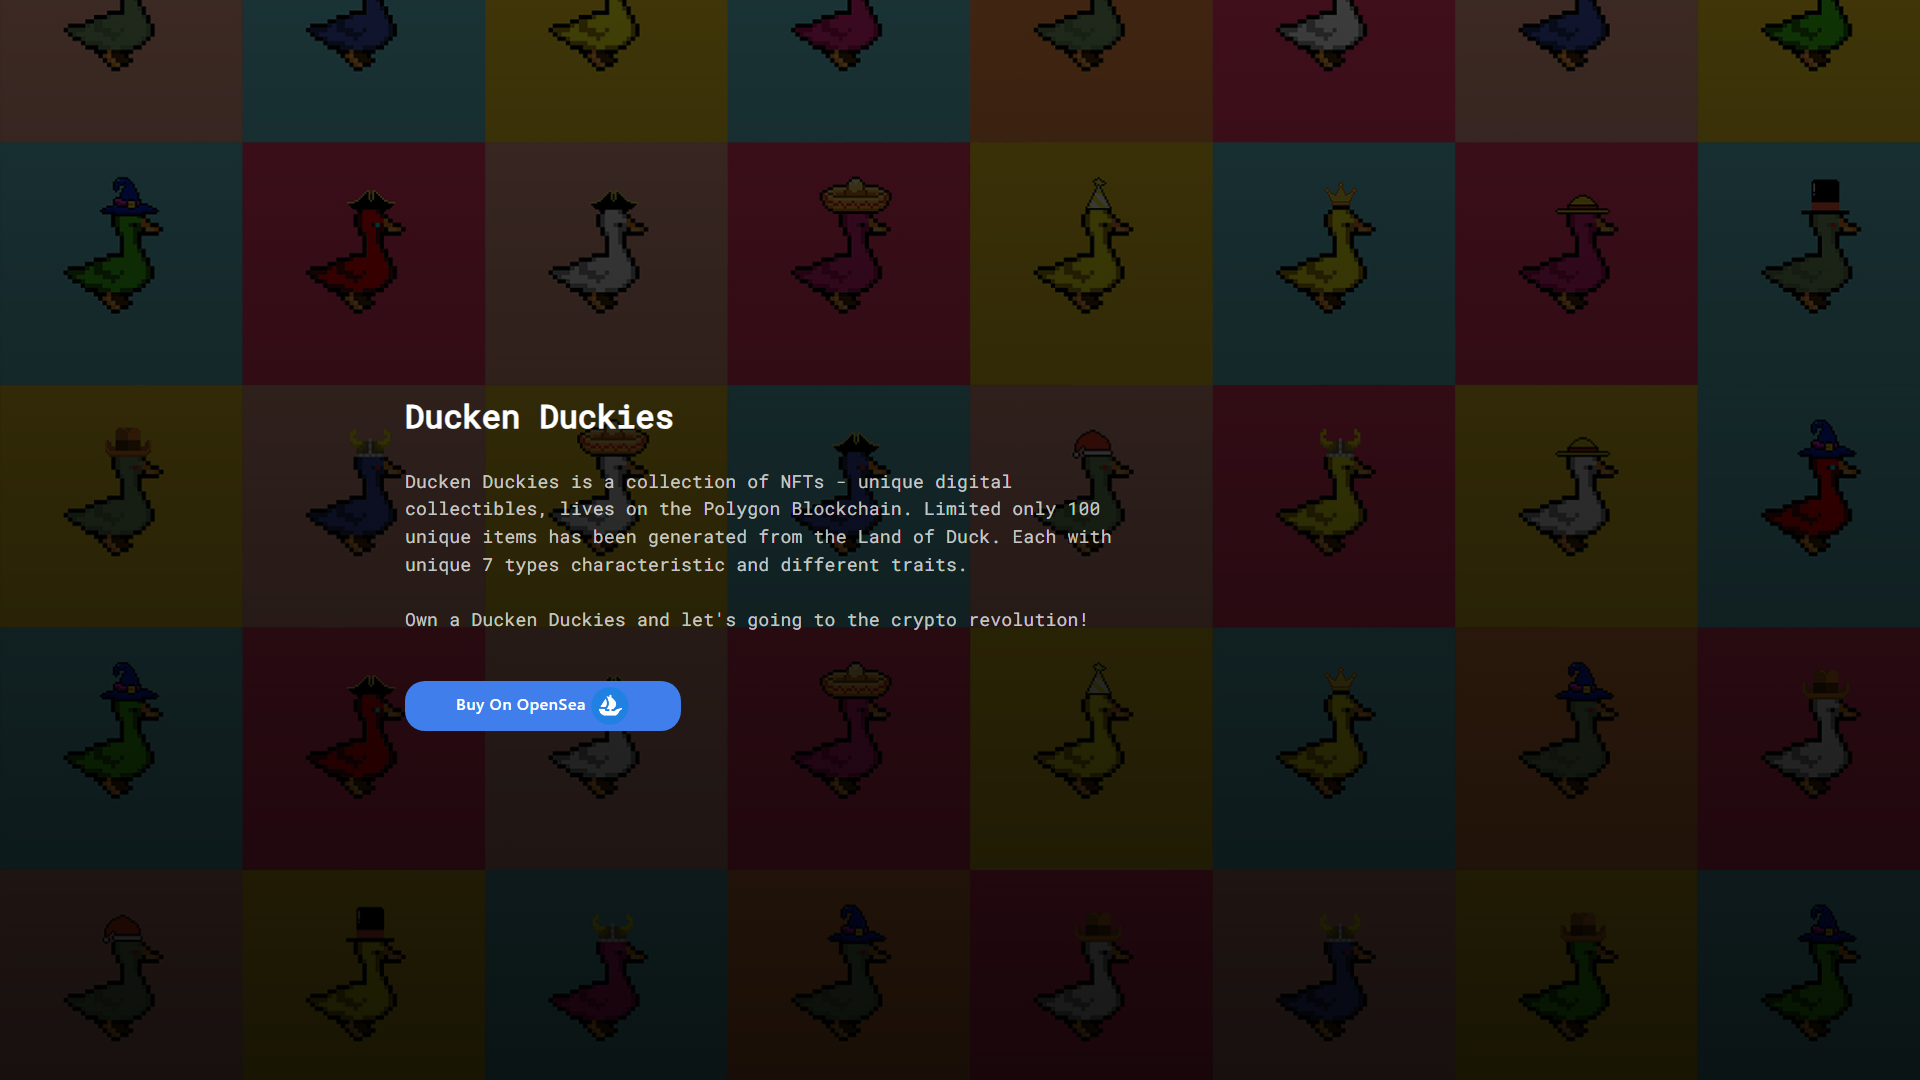 Ducken Duckies
Ducken Duckies is a collection of NFTs - unique digital
collectibles, lives on the Polygon Blockchain. Limited only 100
unique items has been generated from the Land of Duck. Each with
unique 7 types characteristic and different traits.
Own a Ducken Duckies and let's going to the crypto revolution!
Buy On OpenSea